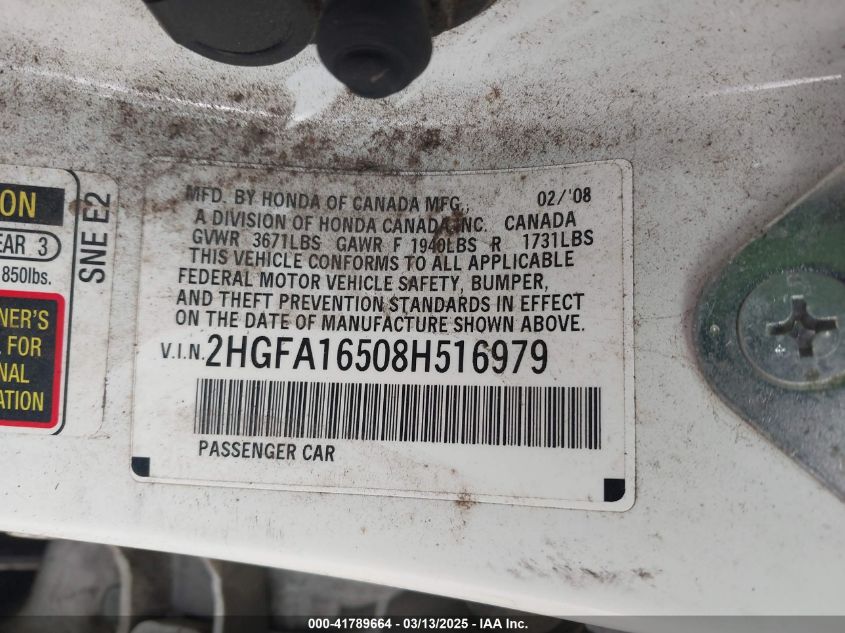 MFD. BY HONDA OF CANADA MFG., 02/'08
A DIVISION OF HONDA CANADA INC. CANADA
GVWR 3671LBS GAWR F 1940LBS R 1731LBS
THIS VEHICLE CONFORMS TO ALL APPLICABLE
FEDERAL MOTOR VEHICLE SAFETY, BUMPER,
AND THEFT PREVENTION STANDARDS IN EFFECT
ON THE DATE OF MANUFACTURE SHOWN ABOVE.
V.I.N. 2HGFA16508H516979
PASSENGER CAR
SNE E2
ON
EAR 3
850lbs.
NER'S
L FOR
NAL
ATION
000-41789664 - 03/13/2025 - IAA Inc.